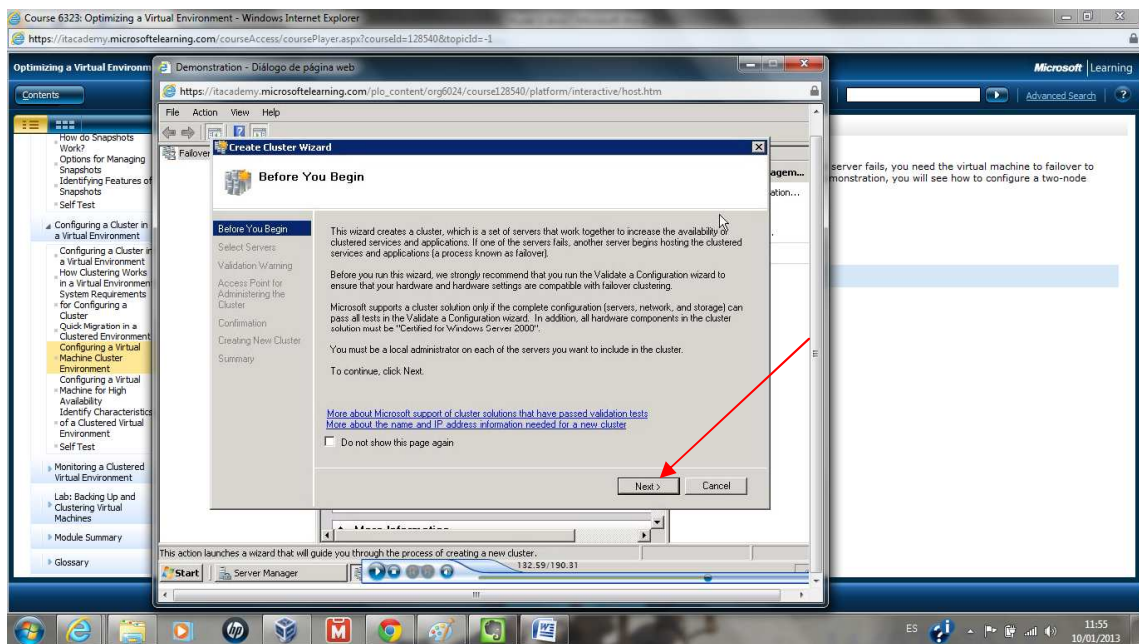 Course 6323: Optimizing a Virtual Environment - Windows Internet Explorer
https://itacademy.microsoftelearning.com/courseAccess/coursePlayer.aspx?courseId=128540&topicId=-1
Optimizing a Virtual Environm
Microsoft Learning
Contents
Advanced Search
How do Snapshots
Work?
Options for Managing
Snapshots
Identifying Features of
Snapshots
Self Test
Configuring a Cluster in
a Virtual Environment
Configuring a Cluster in
a Virtual Environment
How Clustering Works
in a Virtual Environmen
System Requirements
for Configuring a
Cluster
Quick Migration in a
Clustered Environment
Configuring a Virtual
Machine Cluster
Environment
Configuring a Virtual
Machine for High
Availability
Identify Characteristics
of a Clustered Virtual
Environment
Self Test
Monitoring a Clustered
Virtual Environment
Lab: Backing Up and
Clustering Virtual
Machines
Module Summary
Glossary
Demonstration - Diálogo de página web
https://itacademy.microsoftelearning.com/plo_content/org6024/course128540/platform/interactive/host.htm
File Action View Help
Failover
agem...
ation...
server fails, you need the virtual machine to failover to
monstration, you will see how to configure a two-node
Create Cluster Wizard
Before You Begin
Before You Begin
Select Servers
Validation Warning
Access Point for
Administering the
Cluster
Confirmation
Creating New Cluster
Summary
This wizard creates a cluster, which is a set of servers that work together to increase the availability of
clustered services and applications. If one of the servers fails, another server begins hosting the clustered
services and applications (a process known as failover).
Before you run this wizard, we strongly recommend that you run the Validate a Configuration wizard to
ensure that your hardware and hardware settings are compatible with failover clustering.
Microsoft supports a cluster solution only if the complete configuration (servers, network, and storage) can
pass all tests in the Validate a Configuration wizard. In addition, all hardware components in the cluster
solution must be "Certified for Windows Server 2000".
You must be a local administrator on each of the servers you want to include in the cluster.
To continue, click Next.
More about Microsoft support of cluster solutions that have passed validation tests
More about the name and IP address information needed for a new cluster
Do not show this page again
Next >
Cancel
More Information
This action launches a wizard that will guide you through the process of creating a new cluster.
Start
Server Manager
132.59/190.31
ES
11:55
10/01/2013